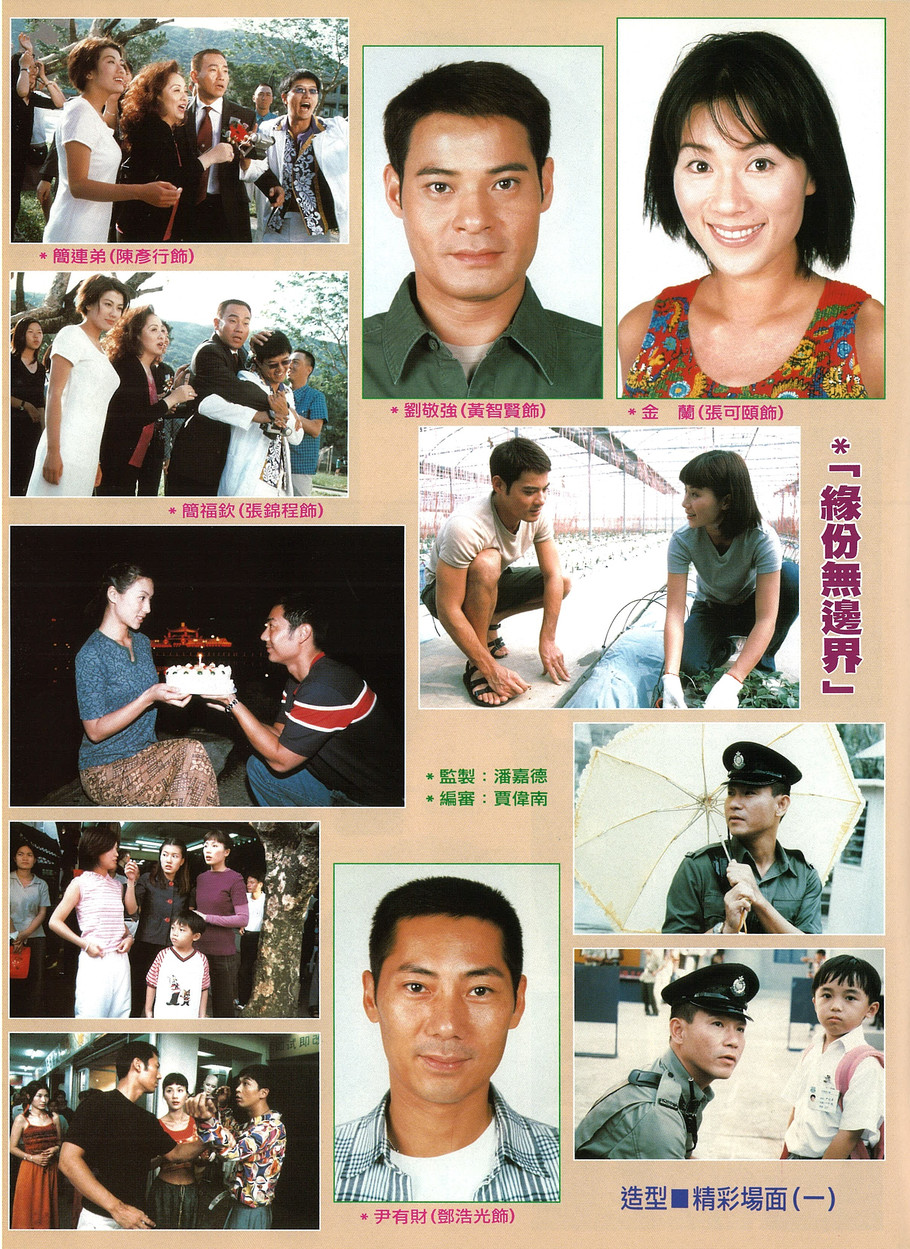 * 簡連弟(陳彥行飾)
* 劉敬強(黃智賢飾)
* 金　蘭(張可頤飾)
* 簡福欽(張錦程飾)
*「緣份無邊界」
* 監製：潘嘉德
* 編審：賈偉南
* 尹有財(鄧浩光飾)
造型■精彩場面(一)